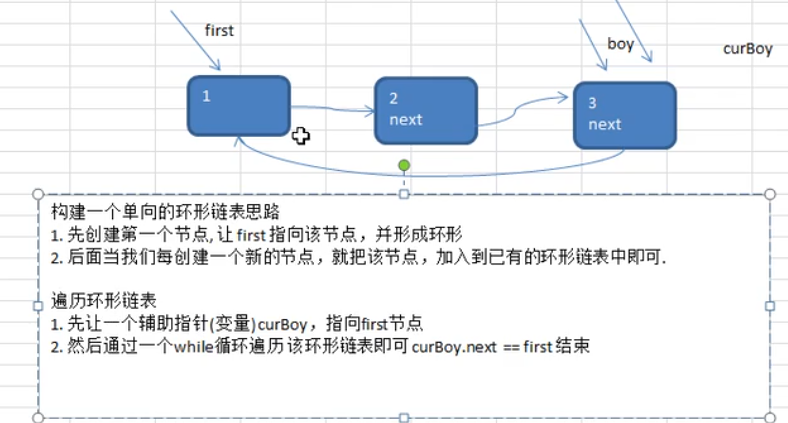 first
boy
curBoy
1
2
next
3
next
构建一个单向的环形链表思路
1. 先创建第一个节点, 让 first 指向该节点，并形成环形
2. 后面当我们每创建一个新的节点，就把该节点，加入到已有的环形链表中即可.
遍历环形链表
1. 先让一个辅助指针(变量) curBoy，指向first节点
2. 然后通过一个while循环遍历 该环形链表即可 curBoy.next == first 结束